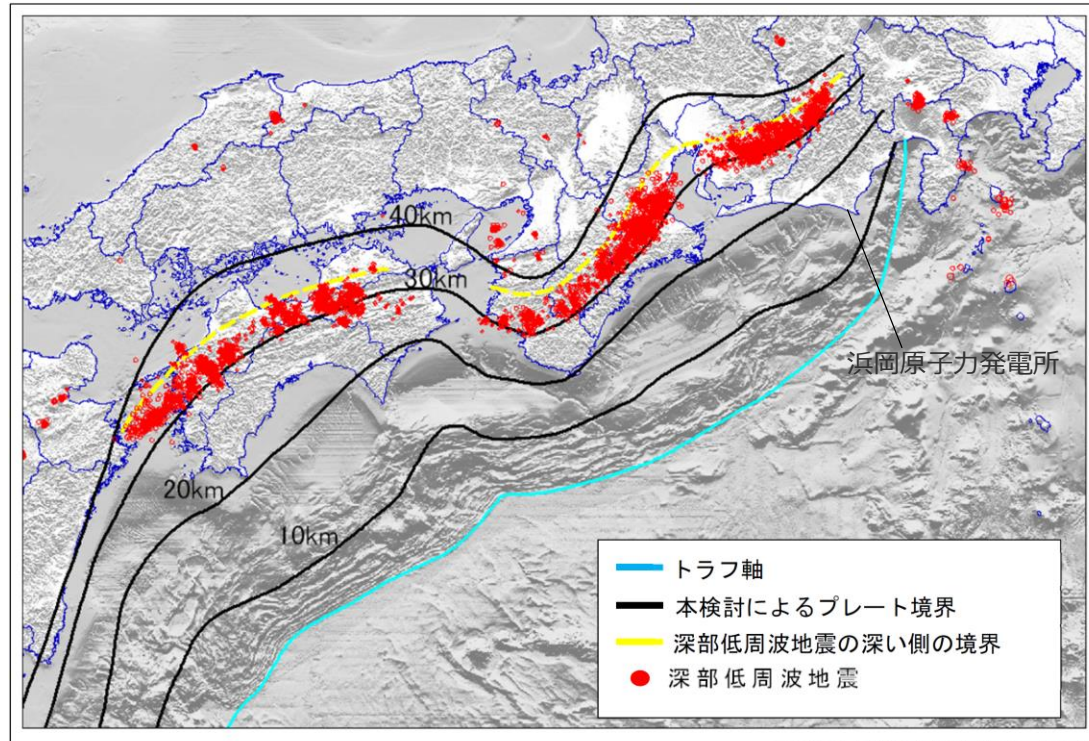 40km
30km
浜岡原子力発電所
20km
10km
トラフ軸
本検討によるプレート境界
深部低周波地震の深い側の境界
深部低周波地震